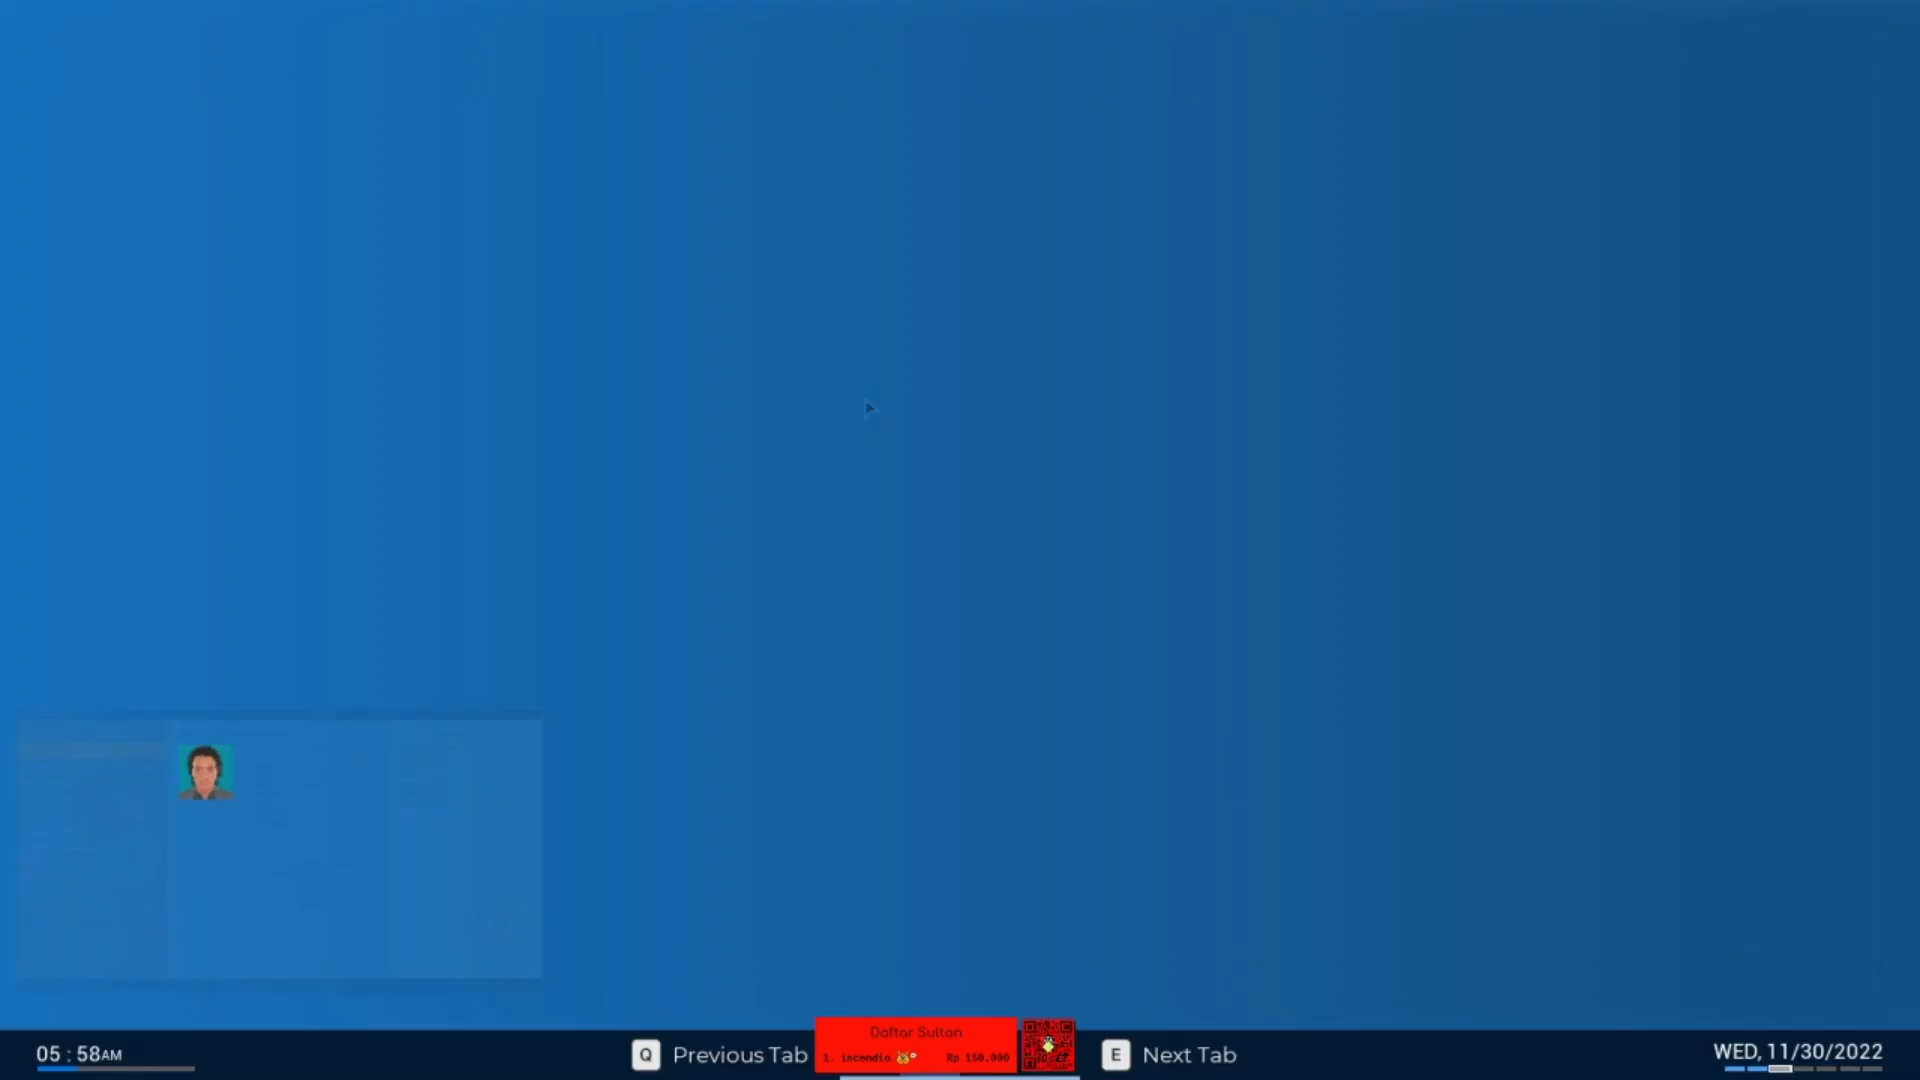 05 : 58AM
Q Previous Tab
Daftar Sultan
1. incendio Rp 150.000
E Next Tab
WED, 11/30/2022